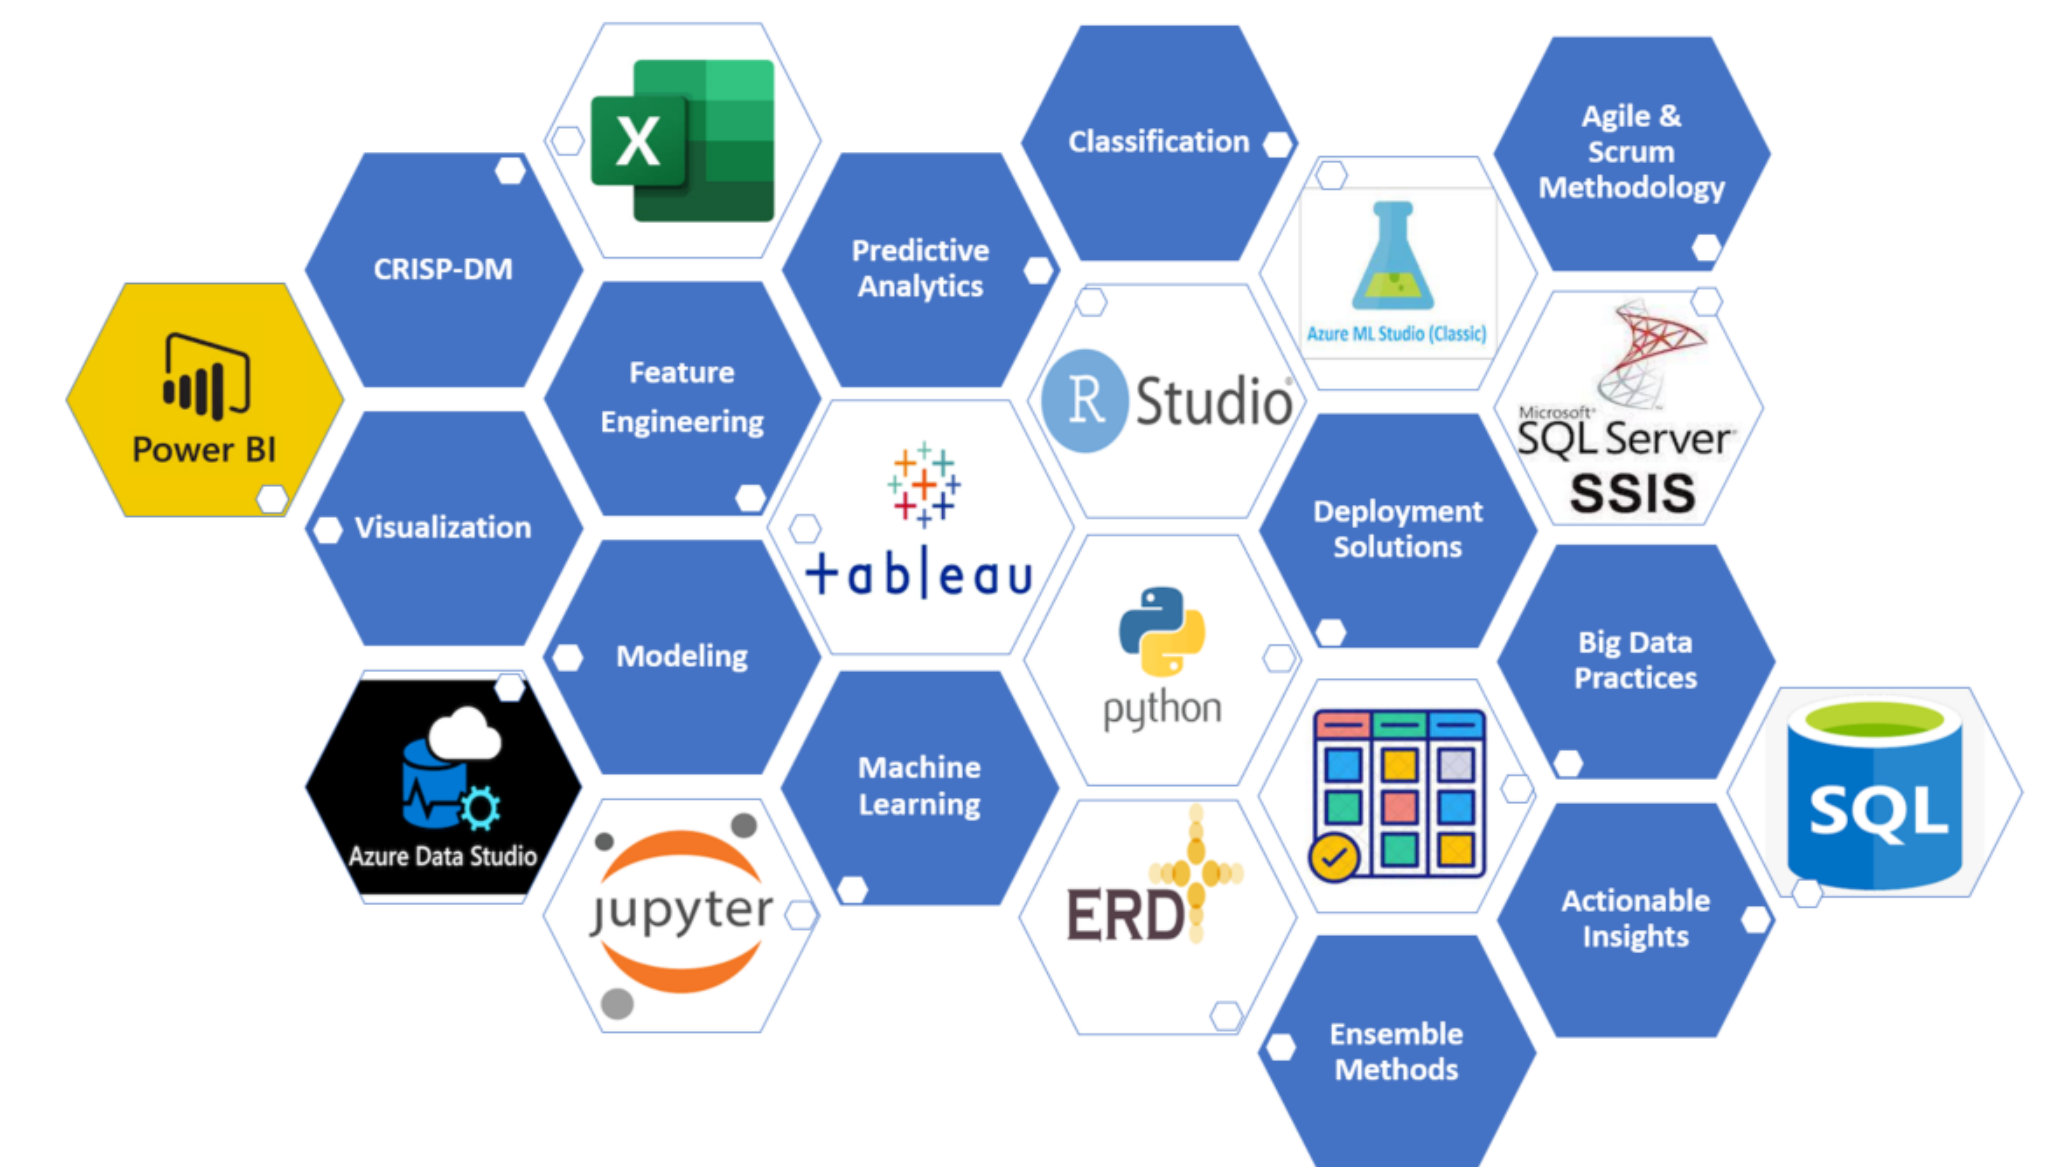 X
Classification
Agile &
Scrum
Methodology
CRISP-DM
Predictive
Analytics
Azure ML Studio (Classic)
Power BI
Feature
Engineering
R Studio®
Microsoft®
SQL Server®
SSIS
Visualization
+ableau
Deployment
Solutions
Modeling
python
Big Data
Practices
Azure Data Studio
Machine
Learning
SQL
jupyter
ERD
Actionable
Insights
Ensemble
Methods